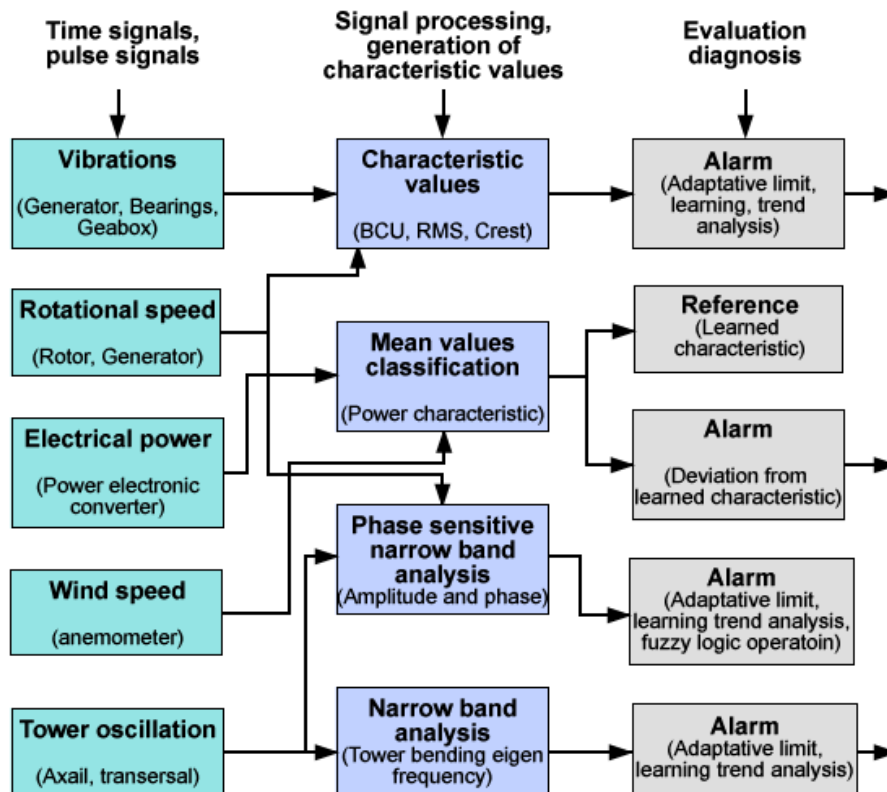 Time signals,
pulse signals
Signal processing,
generation of
characteristic values
Evaluation
diagnosis
Vibrations
(Generator, Bearings,
Geabox)
Characteristic
values
(BCU, RMS, Crest)
Alarm
(Adaptative limit,
learning, trend
analysis)
Rotational speed
(Rotor, Generator)
Mean values
classification
(Power characteristic)
Reference
(Learned
characteristic)
Electrical power
(Power electronic
converter)
Alarm
(Deviation from
learned characteristic)
Wind speed
(anemometer)
Phase sensitive
narrow band
analysis
(Amplitude and phase)
Alarm
(Adaptative limit,
learning trend analysis,
fuzzy logic operatoin)
Tower oscillation
(Axail, transersal)
Narrow band
analysis
(Tower bending eigen
frequency)
Alarm
(Adaptative limit,
learning trend analysis)